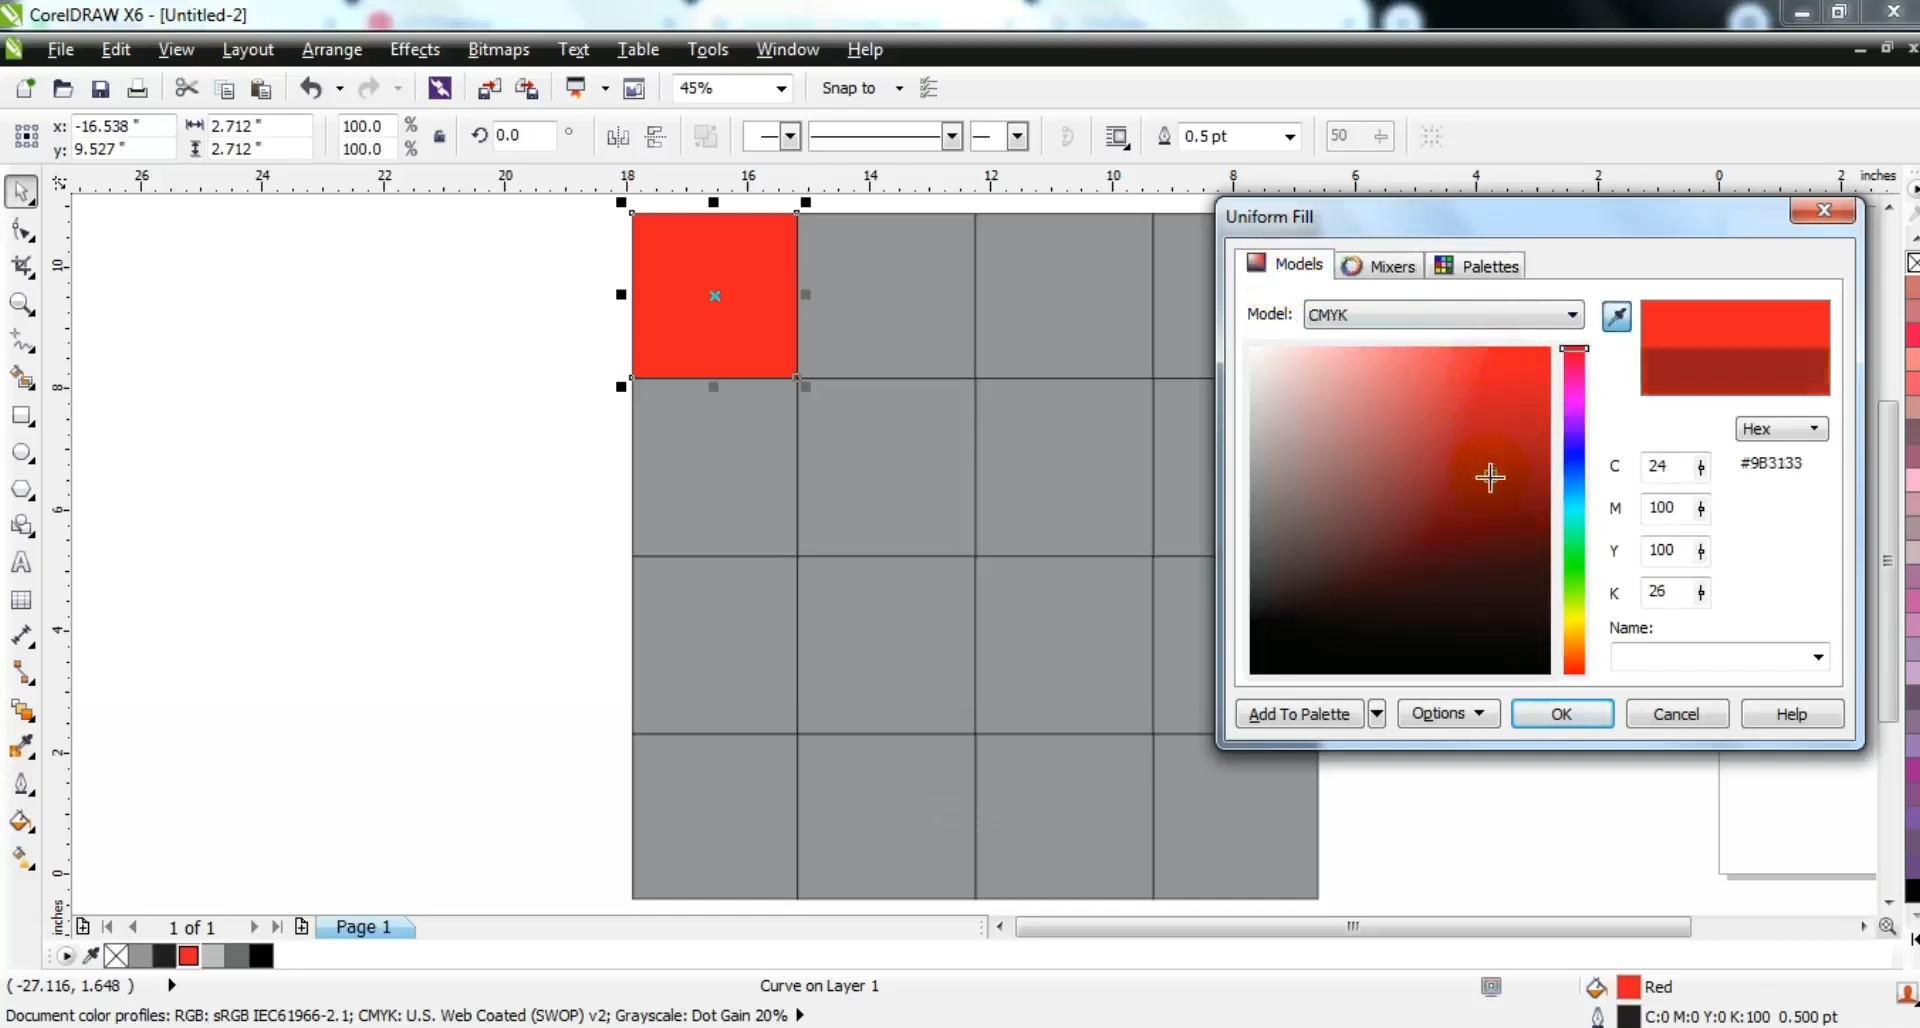 CorelDRAW X6 - [Untitled-2]
File Edit View Layout Arrange Effects Bitmaps Text Table Tools Window Help
45% Snap to
x: -16.538 " 2.712 " 100.0 % 0.0 ° 0.5 pt 50
y: 9.527 " 2.712 " 100.0 %
26 24 22 20 18 16 14 12 10 8 6 4 2 0 2 inches
10
8
6
4
2
0
inches
Uniform Fill
Models Mixers Palettes
Model: CMYK
Hex
C 24 #9B3133
M 100
Y 100
K 26
Name:
Add To Palette Options OK Cancel Help
1 of 1 Page 1
( -27.116, 1.648 ) Curve on Layer 1 Red
Document color profiles: RGB: sRGB IEC61966-2.1; CMYK: U.S. Web Coated (SWOP) v2; Grayscale: Dot Gain 20% C:0 M:0 Y:0 K:100 0.500 pt